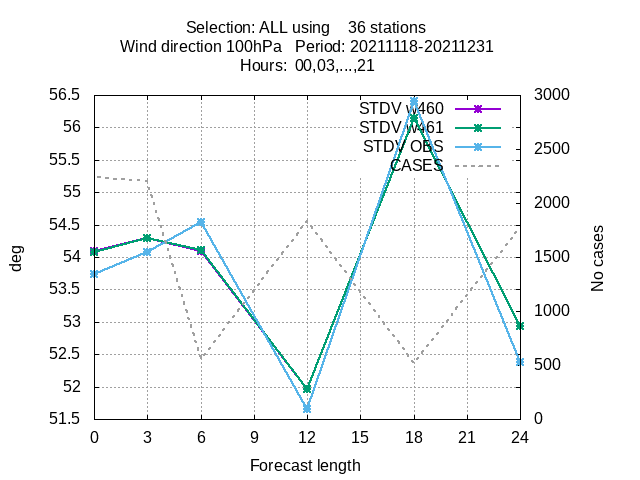 Selection: ALL using 36 stations
Wind direction 100hPa Period: 20211118-20211231
Hours: 00,03,...,21
56.5
56
55.5
55
54.5
54
53.5
53
52.5
52
51.5
deg
STDV W460
STDV W461
STDV OBS
CASES
3000
2500
2000
1500
1000
500
0
No cases
0 3 6 9 12 15 18 21 24
Forecast length